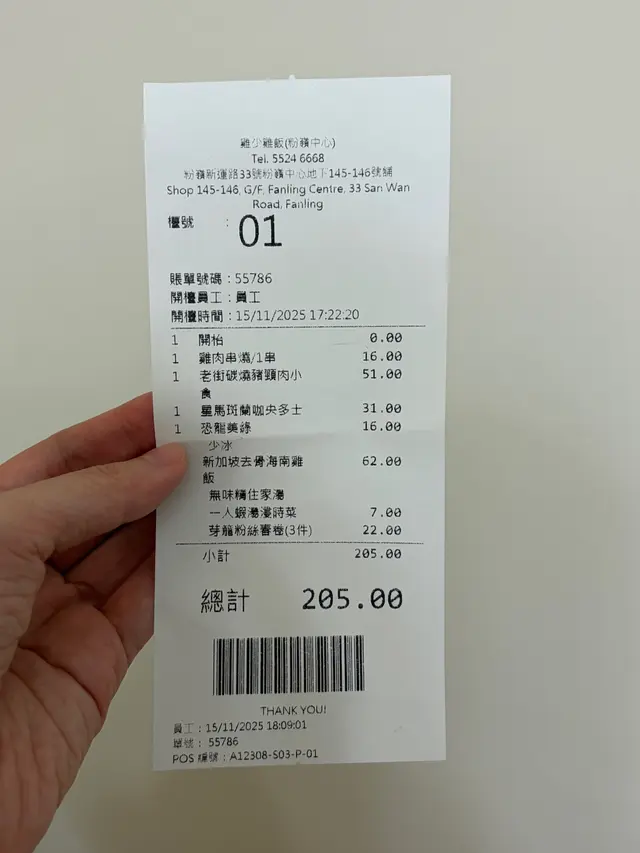 雞少雞飯(粉嶺中心)
Tel. 5524 6668
粉嶺新運路33號粉嶺中心地下145-146號舖
Shop 145-146, G/F, Fanling Centre, 33 San Wan
Road, Fanling
檯號 : 01
賬單號碼：55786
開檯員工：員工
開檯時間：15/11/2025 17:22:20
1 開枱 0.00
1 雞肉串燒/1串 16.00
1 老街碳燒豬頸肉小 51.00
食
1 星馬斑蘭咖央多士 31.00
1 恐龍美綠 16.00
少冰
新加坡去骨海南雞 62.00
飯
無味精住家湯
一人蝦湯浸時菜 7.00
芽籠粉絲春卷(3件) 22.00
小計 205.00
總計 205.00
THANK YOU!
員工：15/11/2025 18:09:01
單號： 55786
POS 編號：A12308-S03-P-01